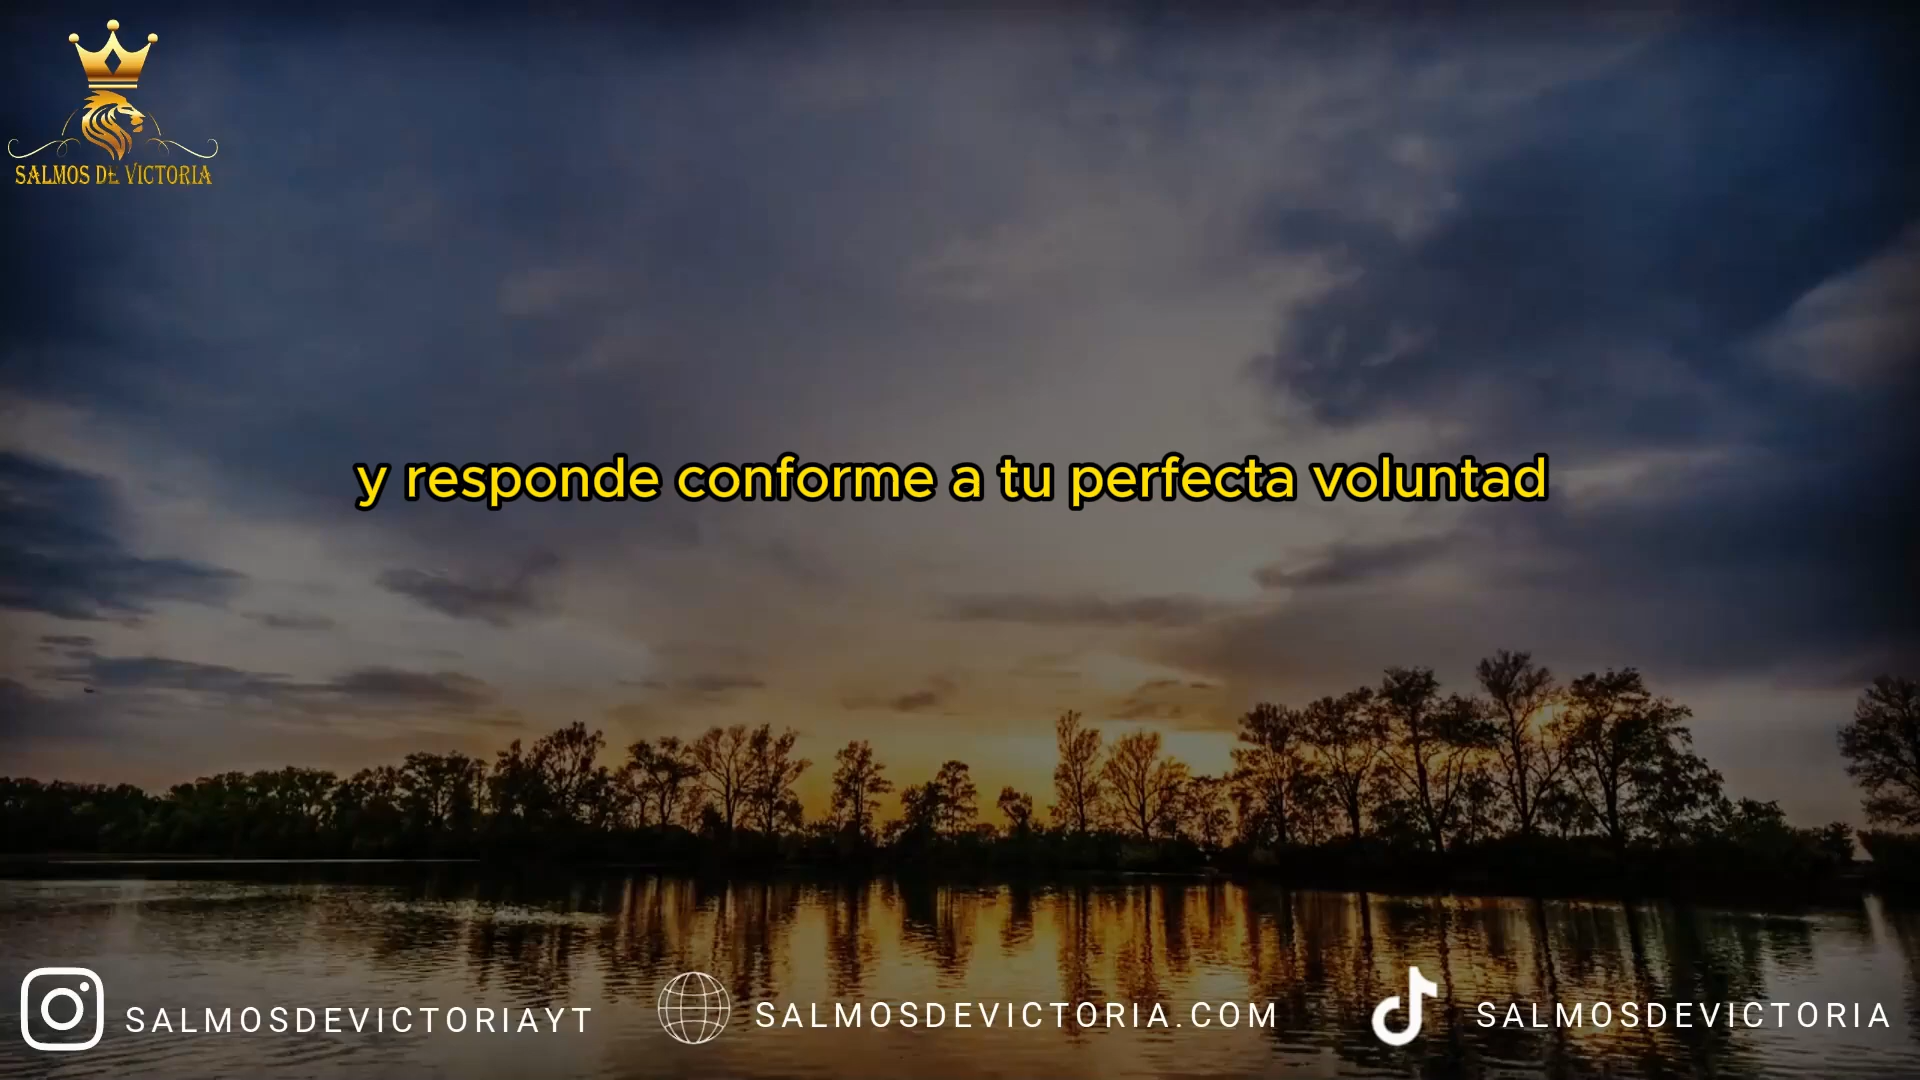 SALMOS DE VICTORIA
y responde conforme a tu perfecta voluntad
SALMOSDEVICTORIAYT
SALMOSDEVICTORIA.COM
SALMOSDEVICTORIA